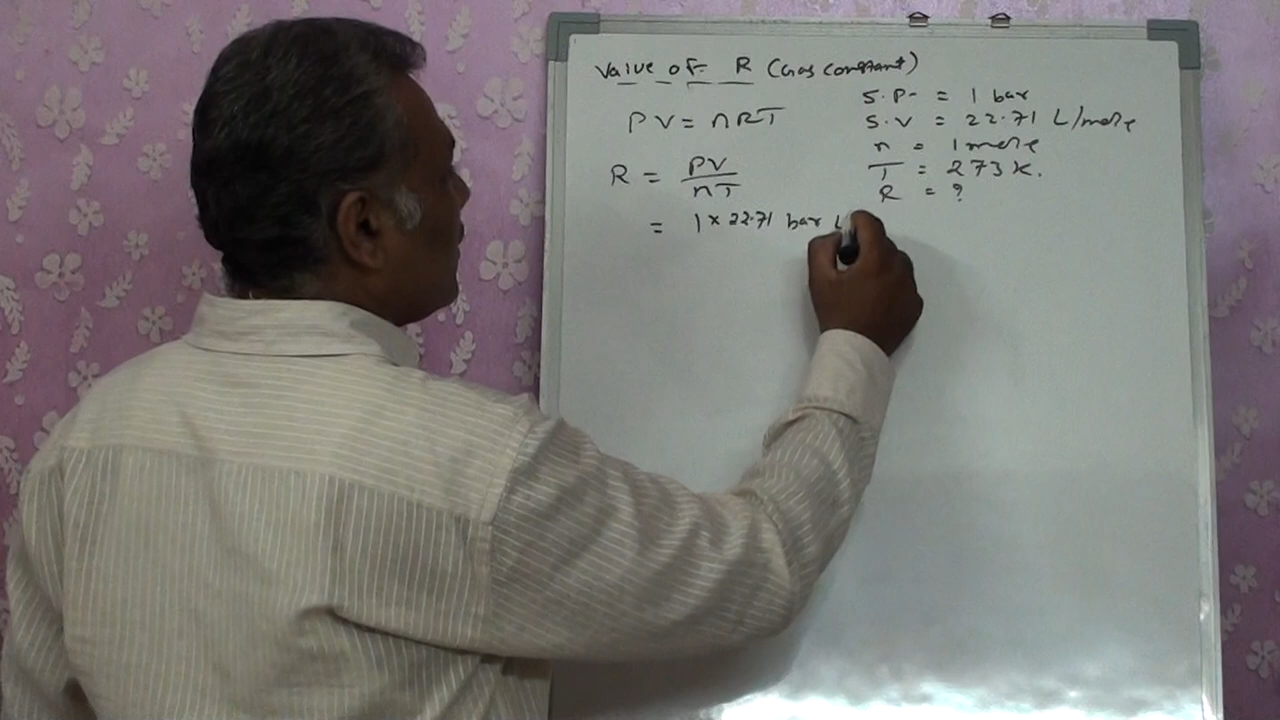 Value of R (Gas constant)
PV = nRT
R = PV/nT
= 1 × 22.71 bar L
S.P- = 1 bar
S.V = 22.71 L/mole
n = 1 mole
T = 273 K.
R = ?